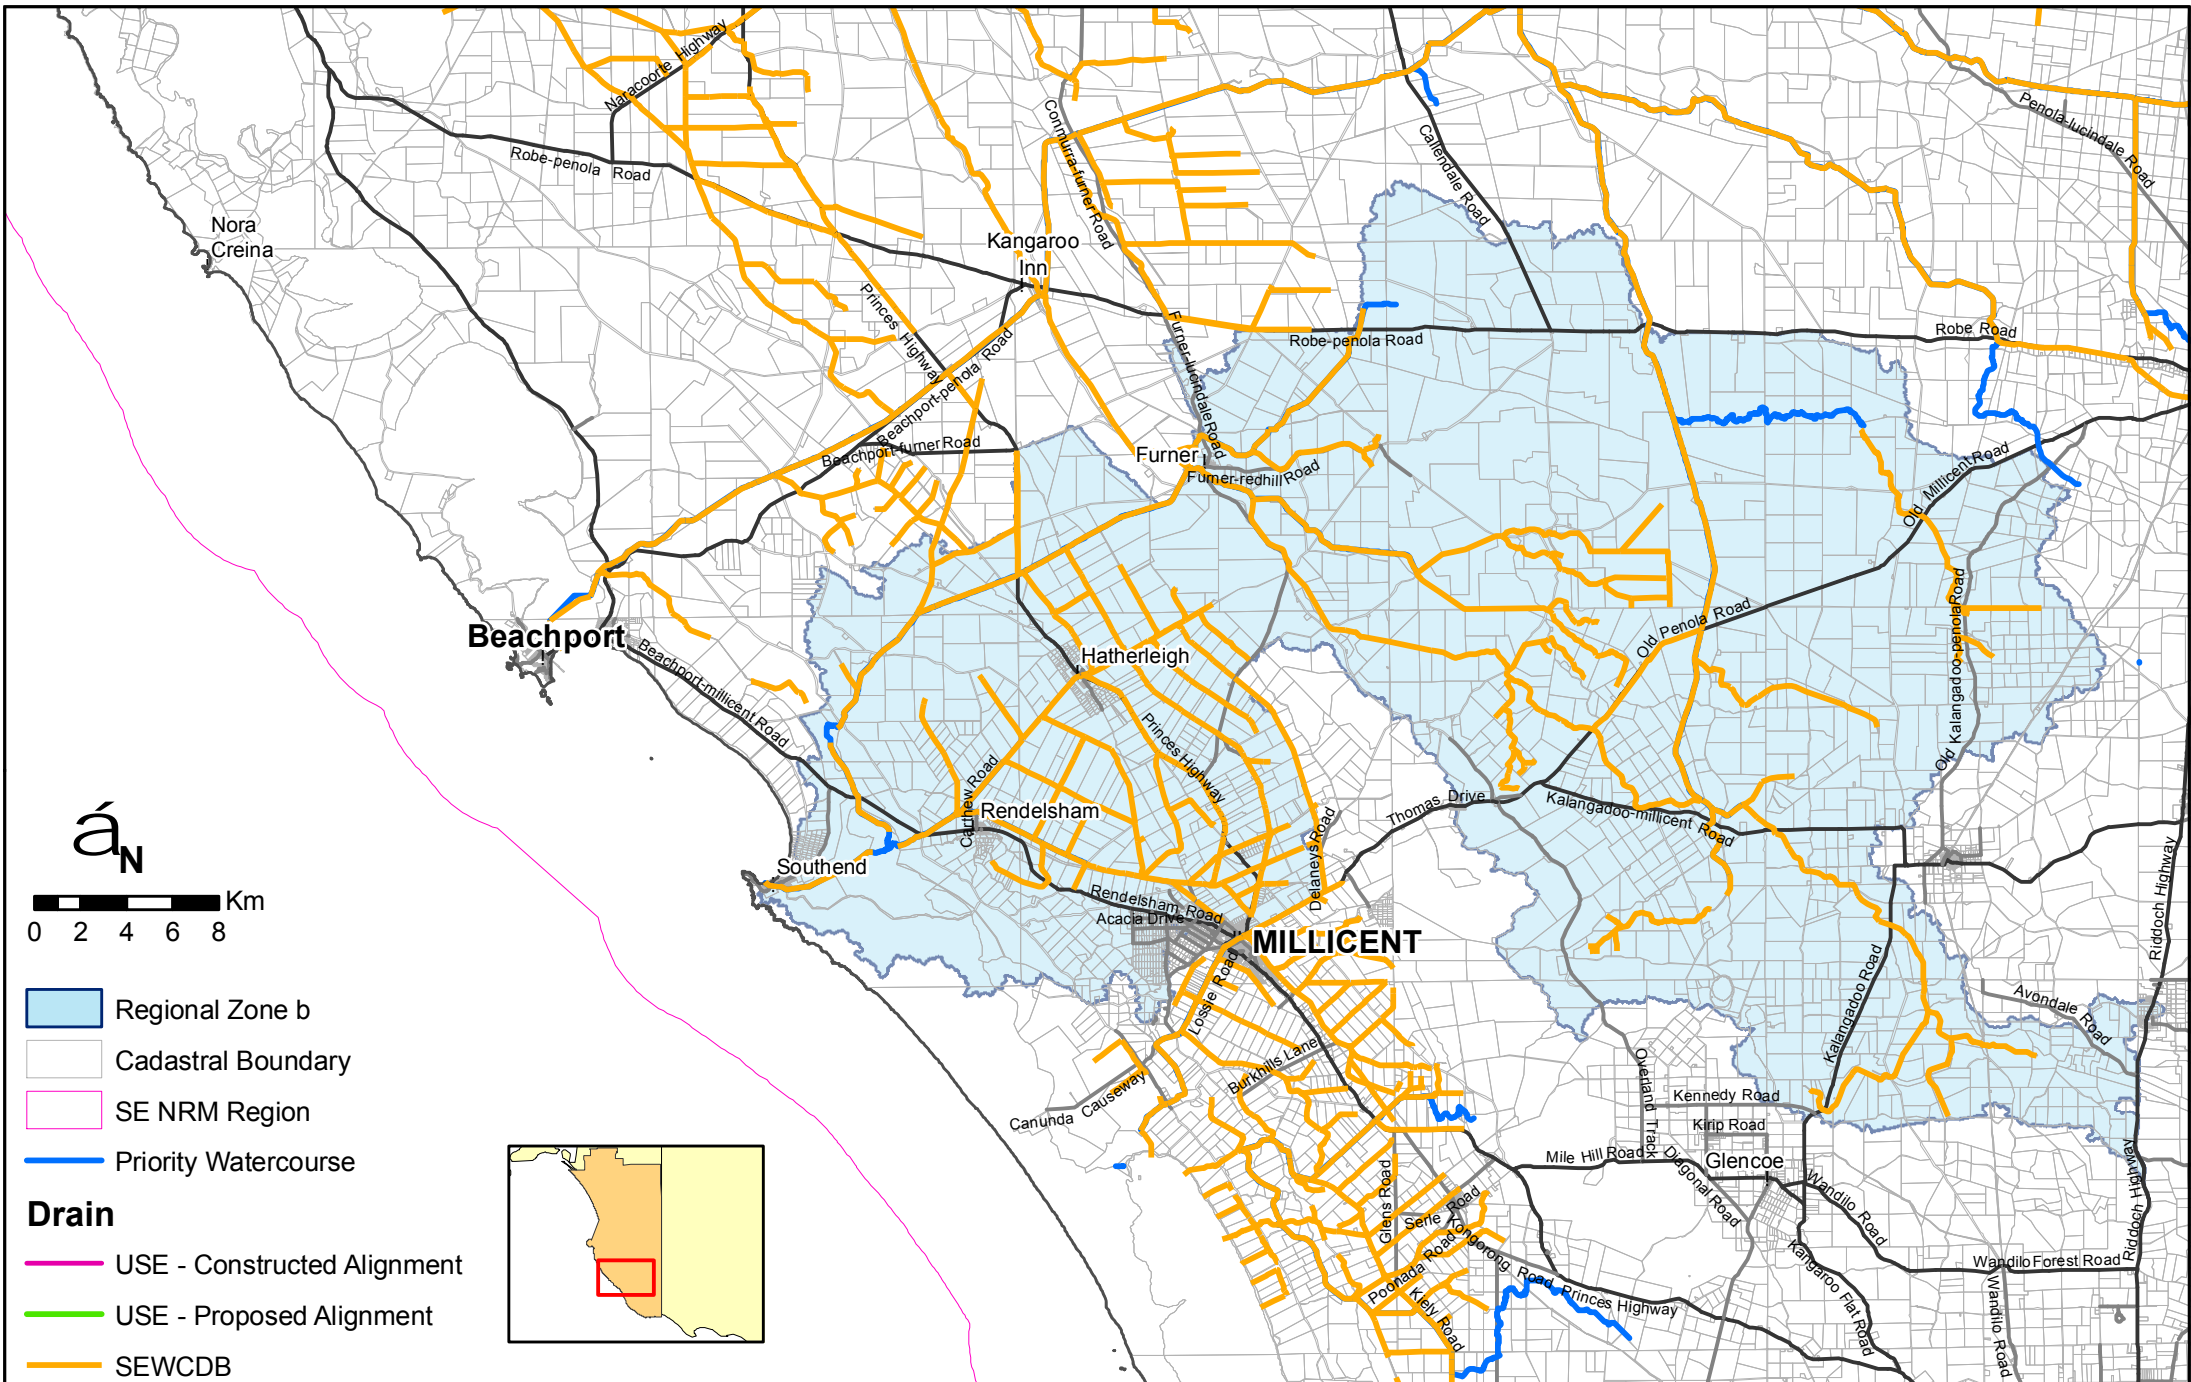 Naracoorte Highway
Penola-lucindale Road
Conmurra-furner Road
Callendale Road
Robe-penola Road
Nora
Creina
Kangaroo
Inn
Princes Highway
Furner-lucindale Road
Robe-penola Road
Robe Road
Beachport-penola Road
Beachport-furner Road
Furner
Furner-redhill Road
Old Millicent Road
Beachport
Beachport-millicent Road
Hatherleigh
Old Penola Road
Old Kalangadoo-penola Road
Princes Highway
Carthew Road
Rendelsham
Thomas Drive
Kalangadoo-millicent Road
Delaneys Road
Southend
Rendelsham Road
Acacia Drive
MILLICENT
Riddoch Highway
Lossie Road
Kalangadoo Road
Avondale Road
Burkhills Lane
Canunda Causeway
Overland Track
Kennedy Road
Kirip Road
Mile Hill Road
Diagonal Road
Glencoe
Wandilo Road
Riddoch Highway
Glens Road
Serle Road
Kongorong Road
Poonada Road
Kiely Road
Princes Highway
Kangaroo Flat Road
Wandilo Forest Road
Wandilo Road
á
N
Km
0 2 4 6 8
Regional Zone b
Cadastral Boundary
SE NRM Region
Priority Watercourse
Drain
USE - Constructed Alignment
USE - Proposed Alignment
SEWCDB